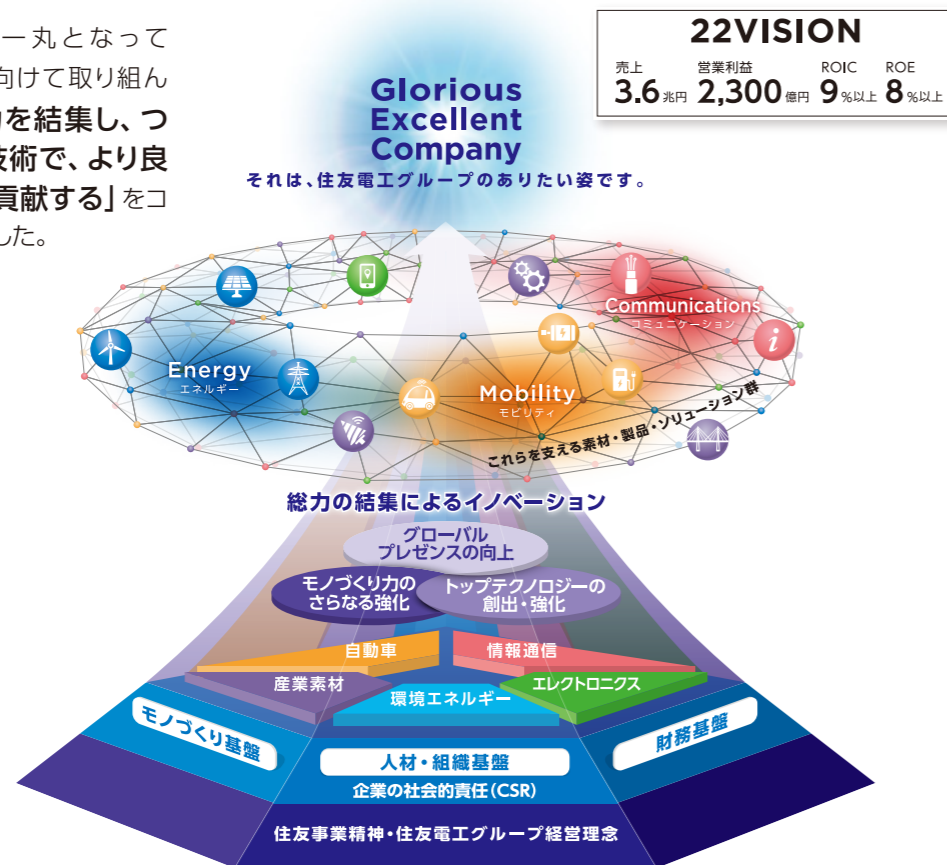 一丸となって
向けて取り組ん
を結集し、つ
技術で、より良
貢献する」をコ
した。
22VISION
売上 営業利益 ROIC ROE
3.6兆円 2,300億円 9%以上 8%以上
Glorious
Excellent
Company
それは、住友電工グループのありたい姿です。
Communications
コミュニケーション
i
Energy
エネルギー
Mobility
モビリティ
これらを支える素材・製品・ソリューション群
総力の結集によるイノベーション
グローバル
プレゼンスの向上
モノづくり力の
さらなる強化
トップテクノロジーの
創出・強化
自動車
情報通信
産業素材
環境エネルギー
エレクトロニクス
モノづくり基盤
人材・組織基盤
財務基盤
企業の社会的責任(CSR)
住友事業精神・住友電工グループ経営理念